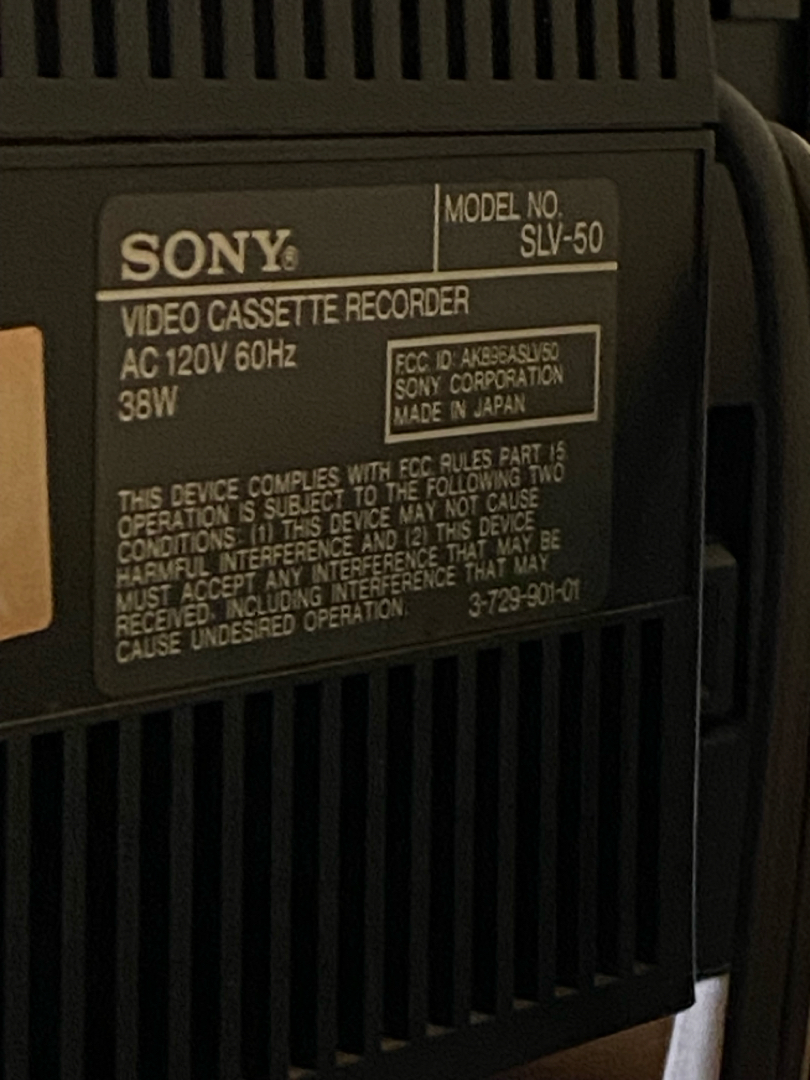 SONY®
MODEL NO.
SLV-50
VIDEO CASSETTE RECORDER
AC 120V 60Hz
38W
FCC ID: AK896ASLV50
SONY CORPORATION
MADE IN JAPAN
THIS DEVICE COMPLIES WITH FCC RULES PART 15
OPERATION IS SUBJECT TO THE FOLLOWING TWO
CONDITIONS: (1) THIS DEVICE MAY NOT CAUSE
HARMFUL INTERFERENCE AND (2) THIS DEVICE
MUST ACCEPT ANY INTERFERENCE THAT MAY BE
RECEIVED, INCLUDING INTERFERENCE THAT MAY
CAUSE UNDESIRED OPERATION.
3-729-901-01